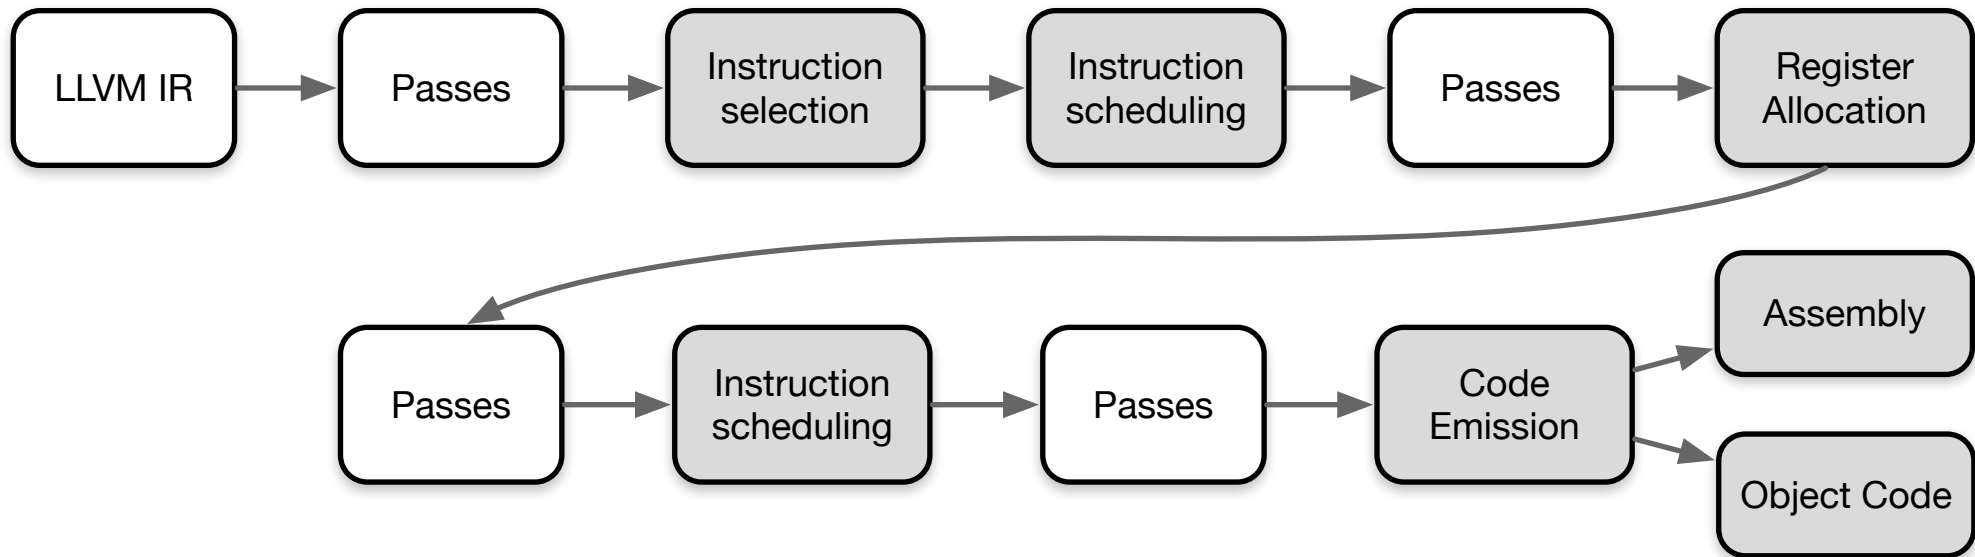 LLVM IR
Passes
Instruction
selection
Instruction
scheduling
Passes
Register
Allocation
Passes
Instruction
scheduling
Passes
Code
Emission
Assembly
Object Code